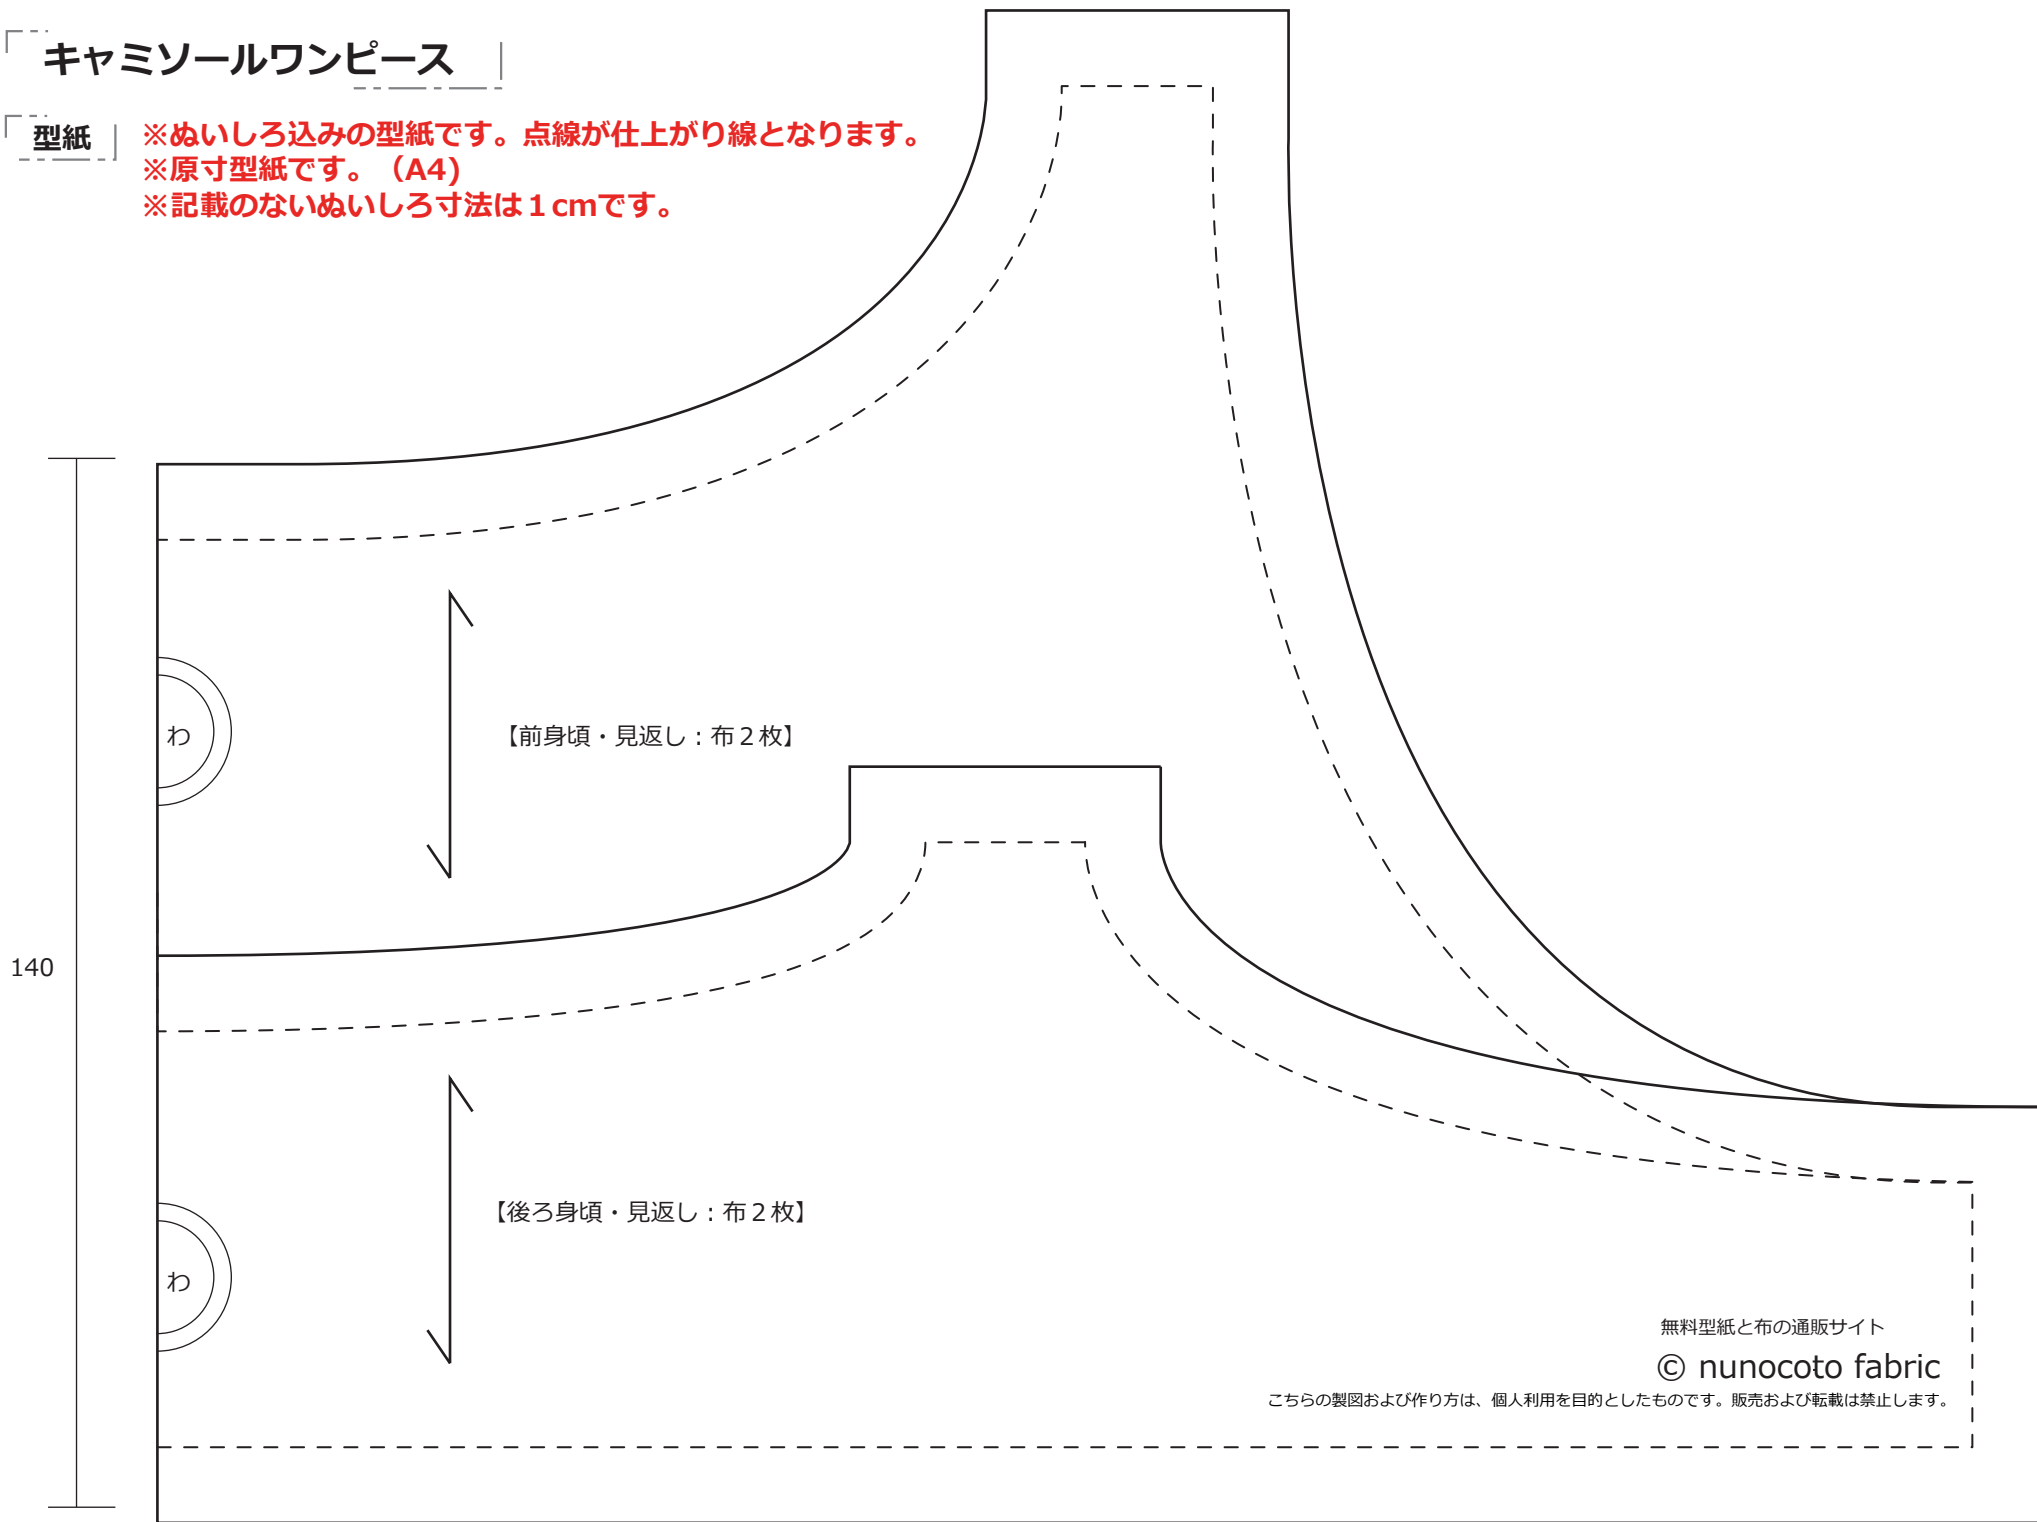 キャミソールワンピース
型紙
※ぬいしろ込みの型紙です。点線が仕上がり線となります。
※原寸型紙です。（A4)
※記載のないぬいしろ寸法は１cmです。
わ
【前身頃・見返し：布２枚】
140
わ
【後ろ身頃・見返し：布２枚】
無料型紙と布の通販サイト
© nunocoto fabric
こちらの製図および作り方は、個人利用を目的としたものです。販売および転載は禁止します。